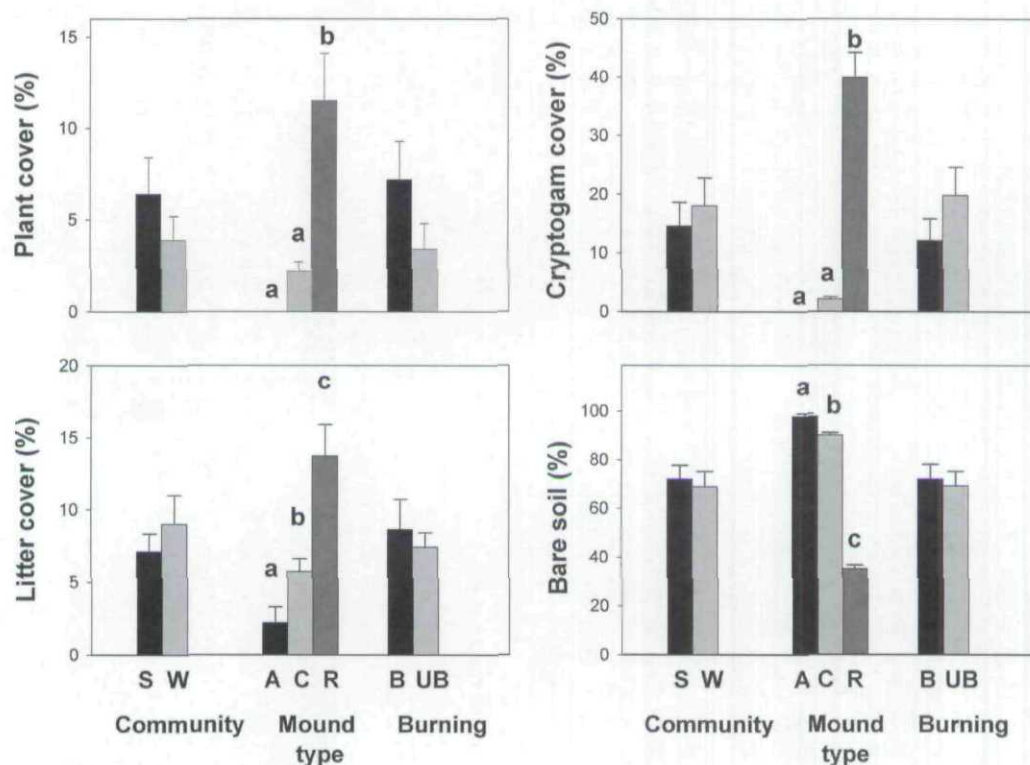 Plant cover (%)
15
10
5
0
a
a
b
Cryptogam cover (%)
50
40
30
20
10
0
a
a
b
Litter cover (%)
20
15
10
5
0
a
b
c
S W
A C R
B UB
Community
Mound
type
Burning
Bare soil (%)
100
80
60
40
20
0
a
b
c
S W
A C R
B UB
Community
Mound
type
Burning